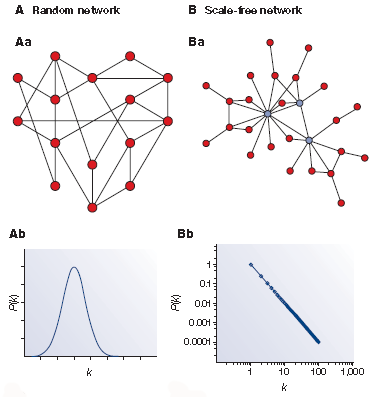 A Random network
B Scale-free network
Aa
Ba
Ab
Bb
P(k)
k
P(k)
1
0.1
0.01
0.001
0.0001
1
10
100
1,000
k